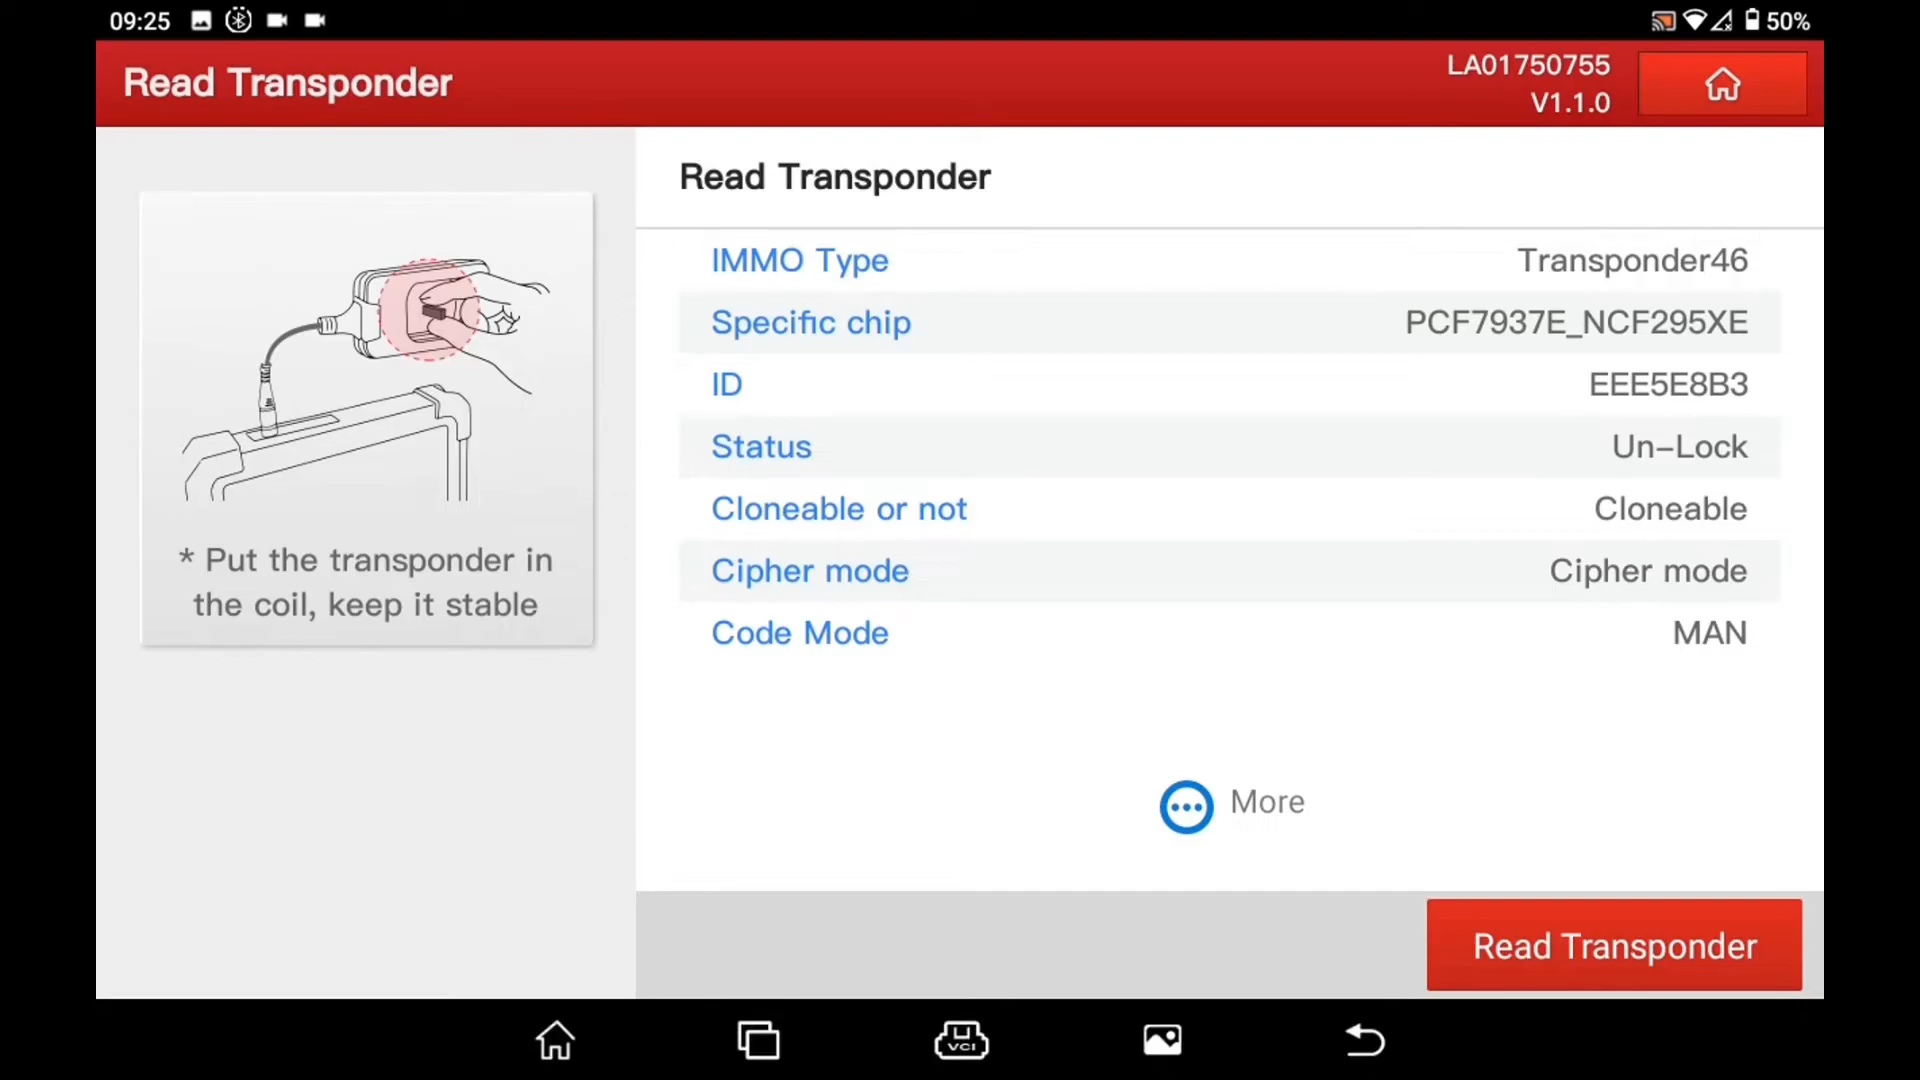 09:25
50%
Read Transponder
LA01750755
V1.1.0
* Put the transponder in
the coil, keep it stable
Read Transponder
IMMO Type Transponder46
Specific chip PCF7937E_NCF295XE
ID EEE5E8B3
Status Un-Lock
Cloneable or not Cloneable
Cipher mode Cipher mode
Code Mode MAN
More
Read Transponder
VCI